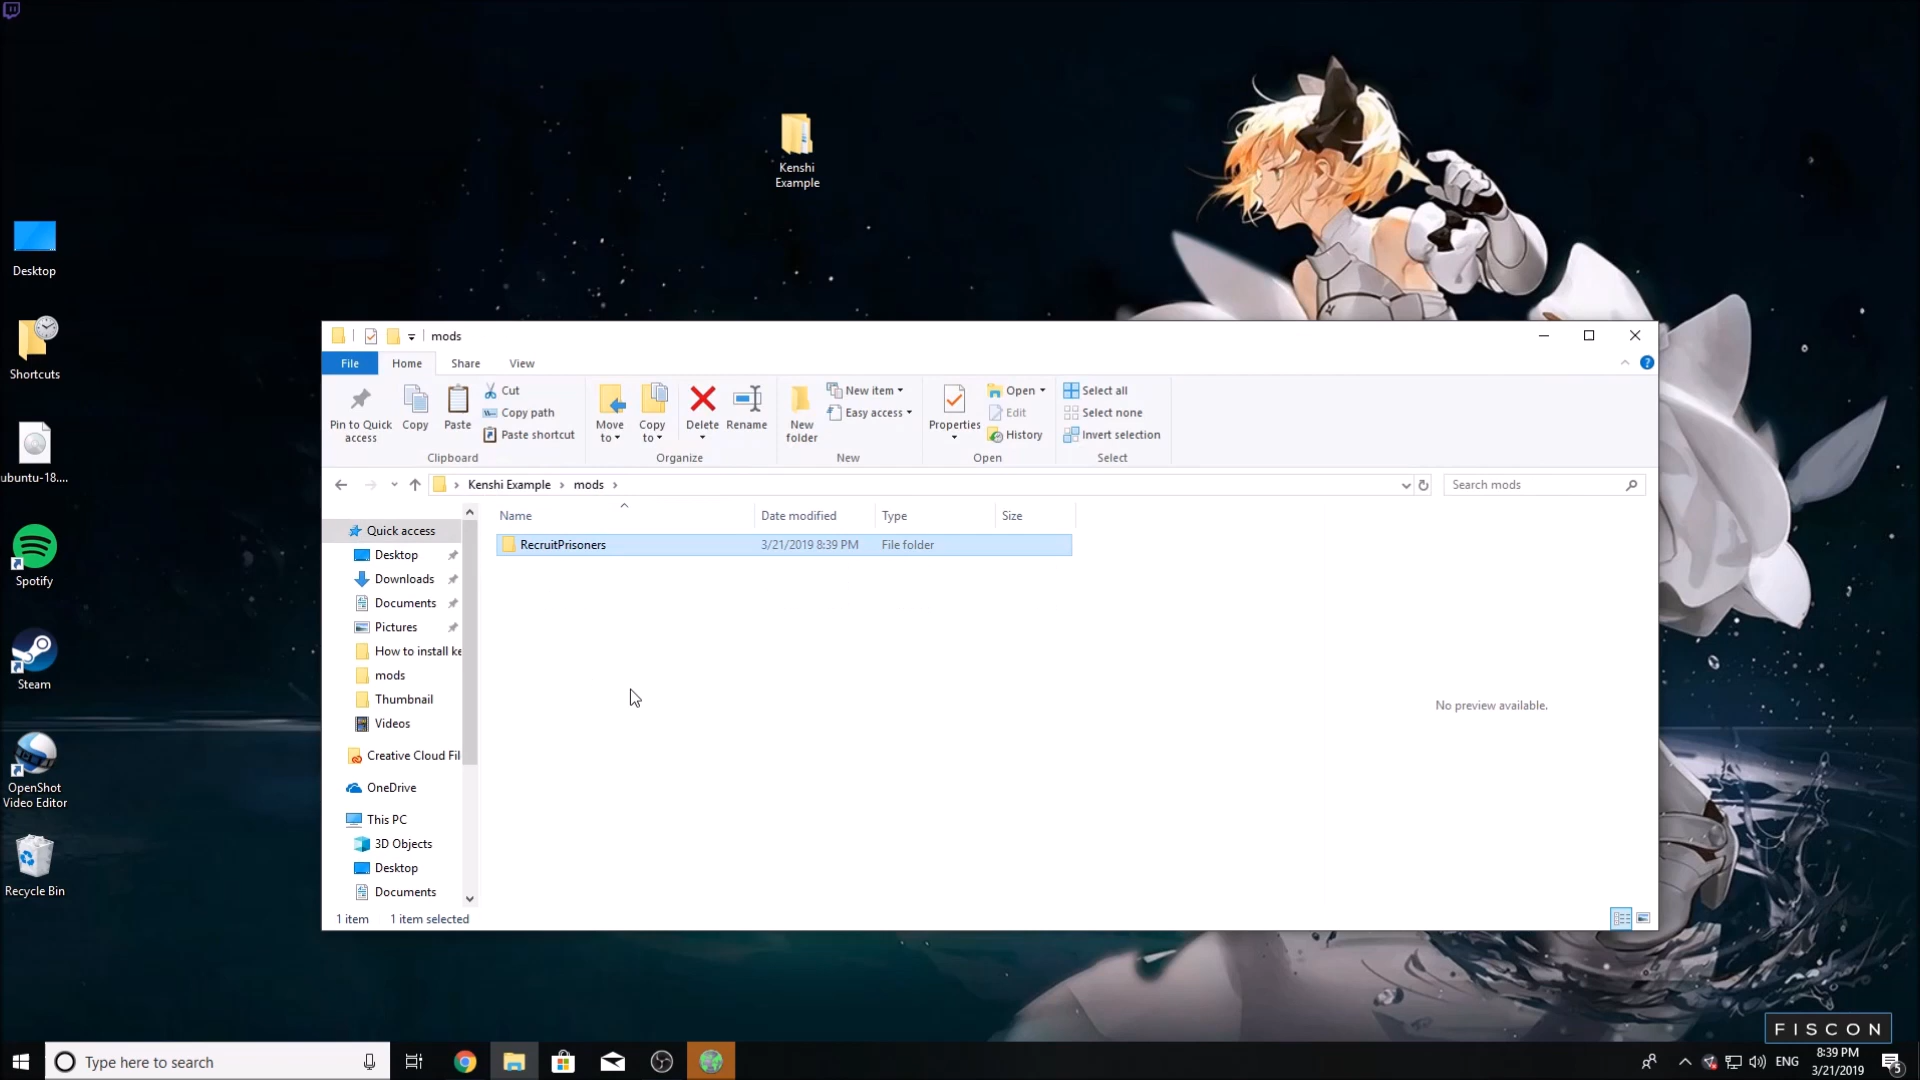 Kenshi
Example
Desktop
Shortcuts
ubuntu-18....
Spotify
Steam
OpenShot
Video Editor
Recycle Bin
mods
File
Home
Share
View
Pin to Quick
access
Copy
Paste
Cut
Copy path
Paste shortcut
Clipboard
Move
to
Copy
to
Delete
Rename
Organize
New
folder
New item
Easy access
New
Properties
Open
Edit
History
Open
Select all
Select none
Invert selection
Select
Kenshi Example
mods
Search mods
Name
Date modified
Type
Size
RecruitPrisoners
3/21/2019 8:39 PM
File folder
Quick access
Desktop
Downloads
Documents
Pictures
How to install ke
mods
Thumbnail
Videos
Creative Cloud Fil
OneDrive
This PC
3D Objects
Desktop
Documents
No preview available.
1 item
1 item selected
FISCON
Type here to search
ENG
8:39 PM
3/21/2019
5